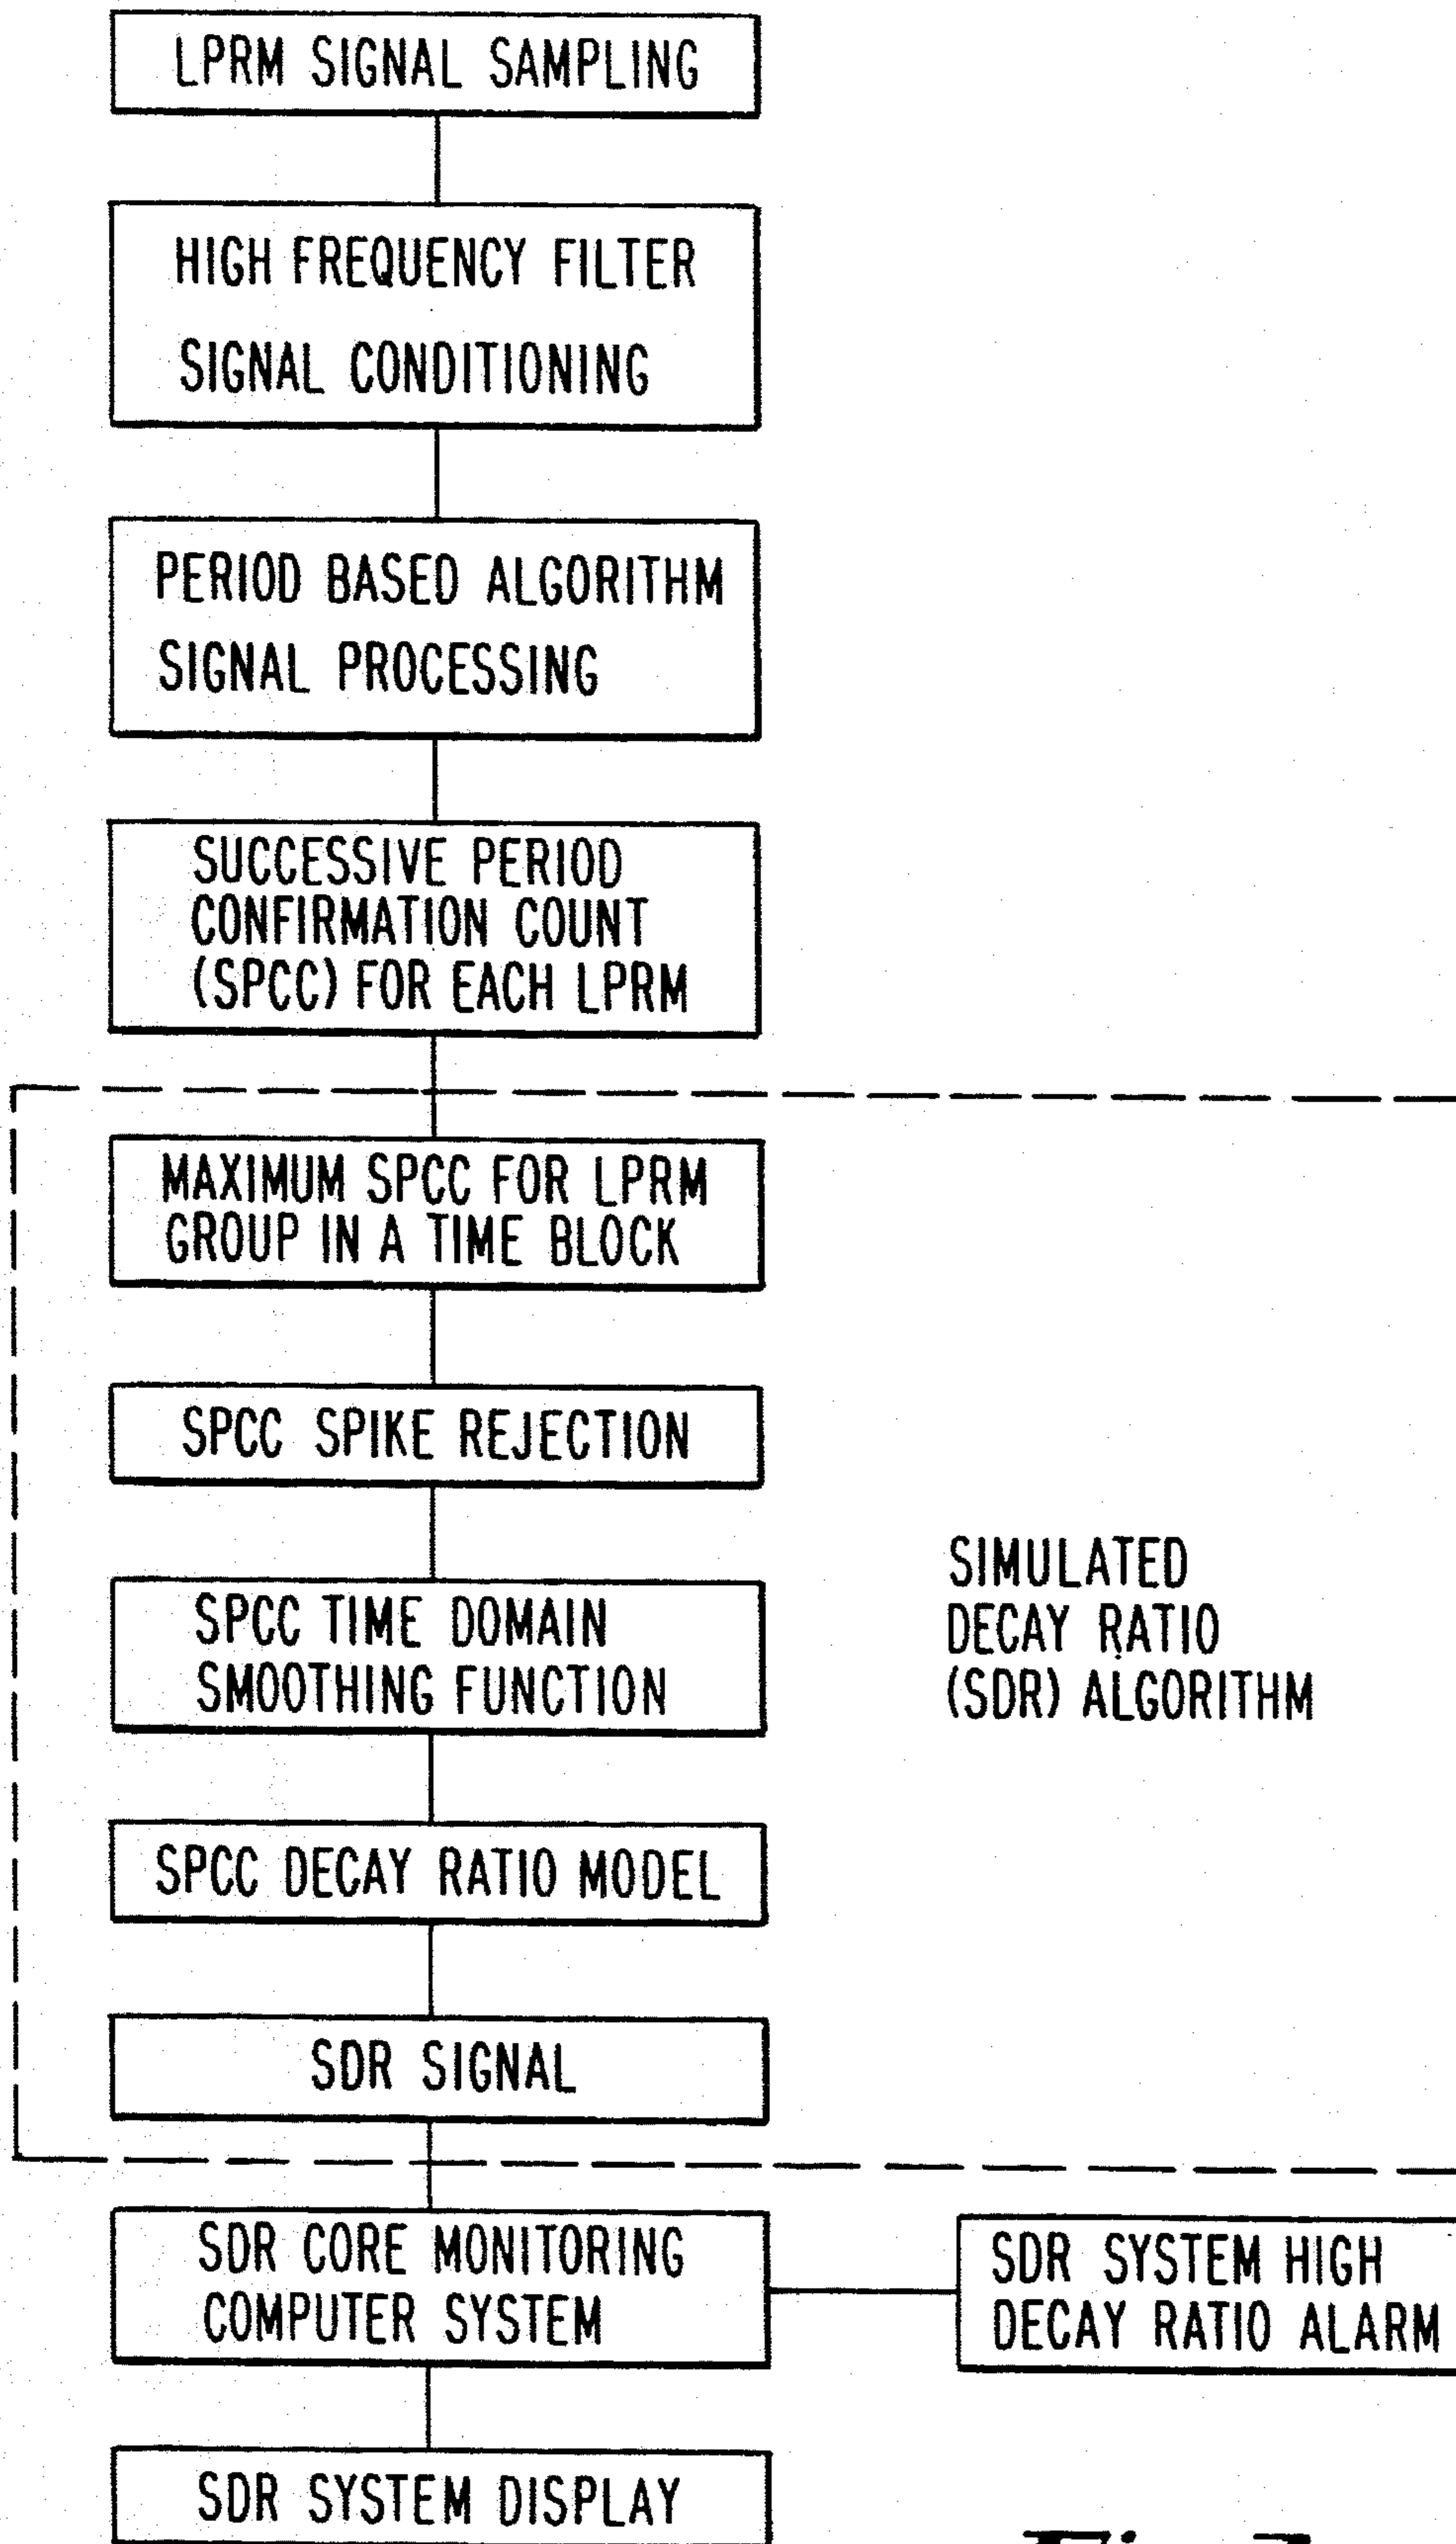 LPRM SIGNAL SAMPLING
HIGH FREQUENCY FILTER
SIGNAL CONDITIONING
PERIOD BASED ALGORITHM
SIGNAL PROCESSING
SUCCESSIVE PERIOD
CONFIRMATION COUNT
(SPCC) FOR EACH LPRM
MAXIMUM SPCC FOR LPRM
GROUP IN A TIME BLOCK
SPCC SPIKE REJECTION
SPCC TIME DOMAIN
SMOOTHING FUNCTION
SIMULATED
DECAY RATIO
(SDR) ALGORITHM
SPCC DECAY RATIO MODEL
SDR SIGNAL
SDR CORE MONITORING
COMPUTER SYSTEM
SDR SYSTEM HIGH
DECAY RATIO ALARM
SDR SYSTEM DISPLAY